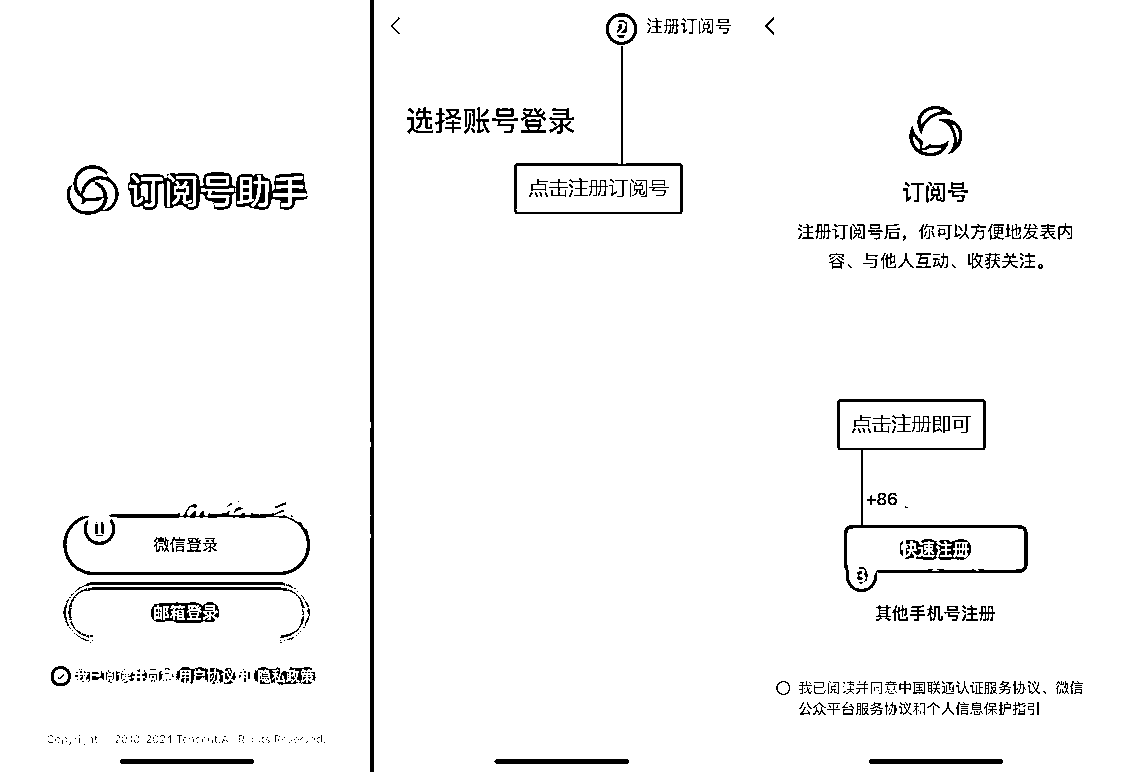 订阅号助手
微信登录
邮箱登录
我已阅读并同意 用户协议 和 隐私政策
Copyright 2018-2021 Tencent.All Rights Reserved.
2 注册订阅号
选择账号登录
点击注册订阅号
订阅号
注册订阅号后，你可以方便地发表内
容、与他人互动、收获关注。
点击注册即可
+86
快速注册
3
其他手机号注册
我已阅读并同意中国联通认证服务协议、微信
公众平台服务协议和个人信息保护指引